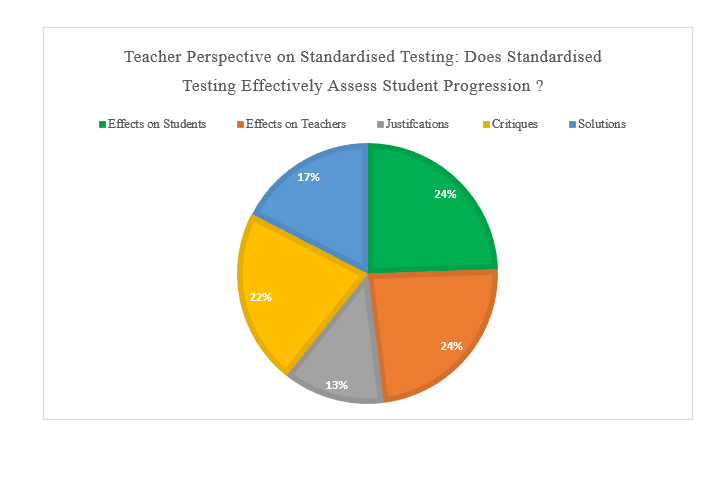 Teacher Perspective on Standardised Testing: Does Standardised
Testing Effectively Assess Student Progression ?
Effects on Students Effects on Teachers Justifcations Critiques Solutions
17%
24%
22%
24%
13%